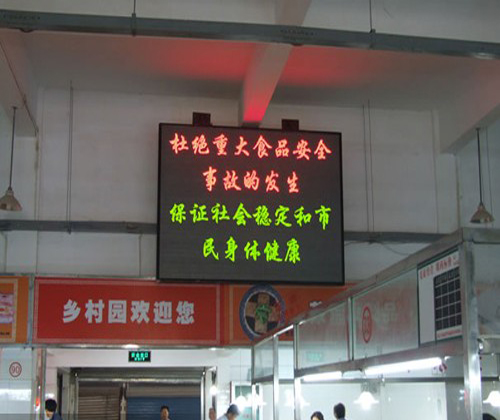 杜绝重大食品安全
事故的发生
保证社会稳定和市
民身体健康
乡村园欢迎您